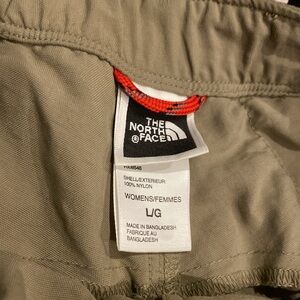 THE
NORTH
FACE
®
SHELL/EXTERIEUR
100% NYLON
WOMENS/FEMMES
L/G
MADE IN BANGLADESH
FABRIQUE AU
BANGLADESH